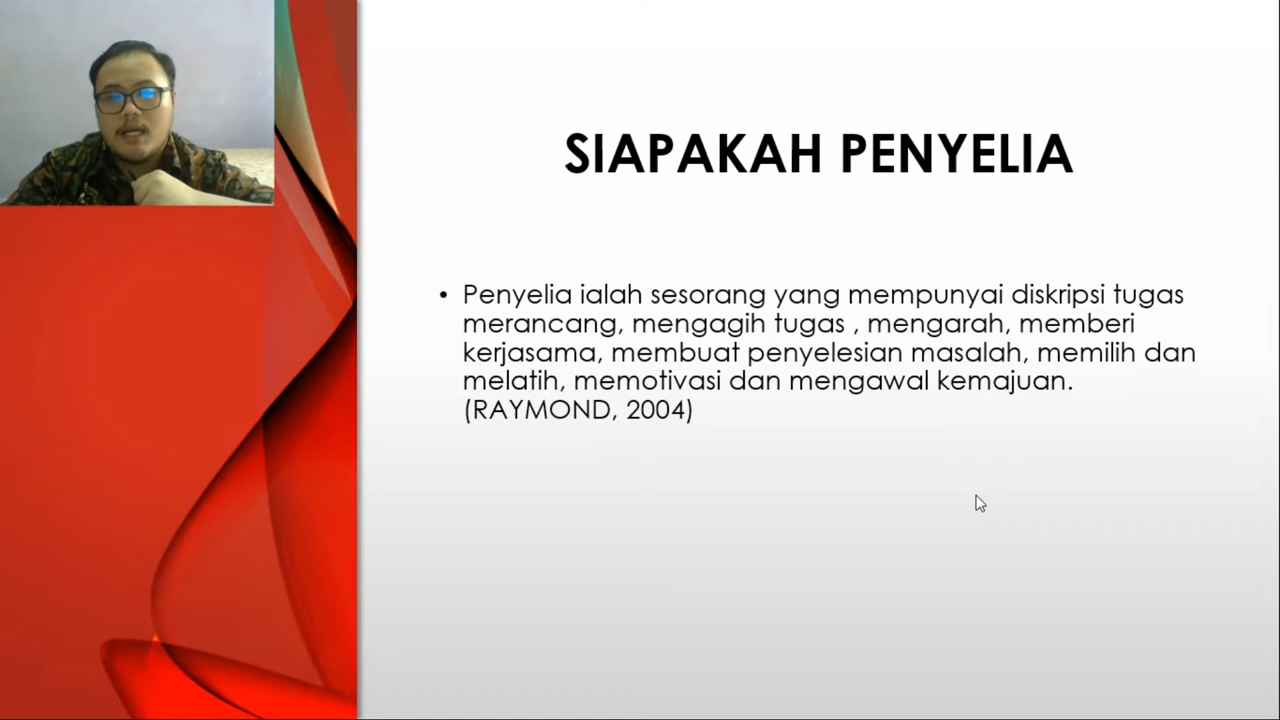 SIAPAKAH PENYELIA
• Penyelia ialah sesorang yang mempunyai diskripsi tugas
merancang, mengagih tugas , mengarah, memberi
kerjasama, membuat penyelesian masalah, memilih dan
melatih, memotivasi dan mengawal kemajuan.
(RAYMOND, 2004)